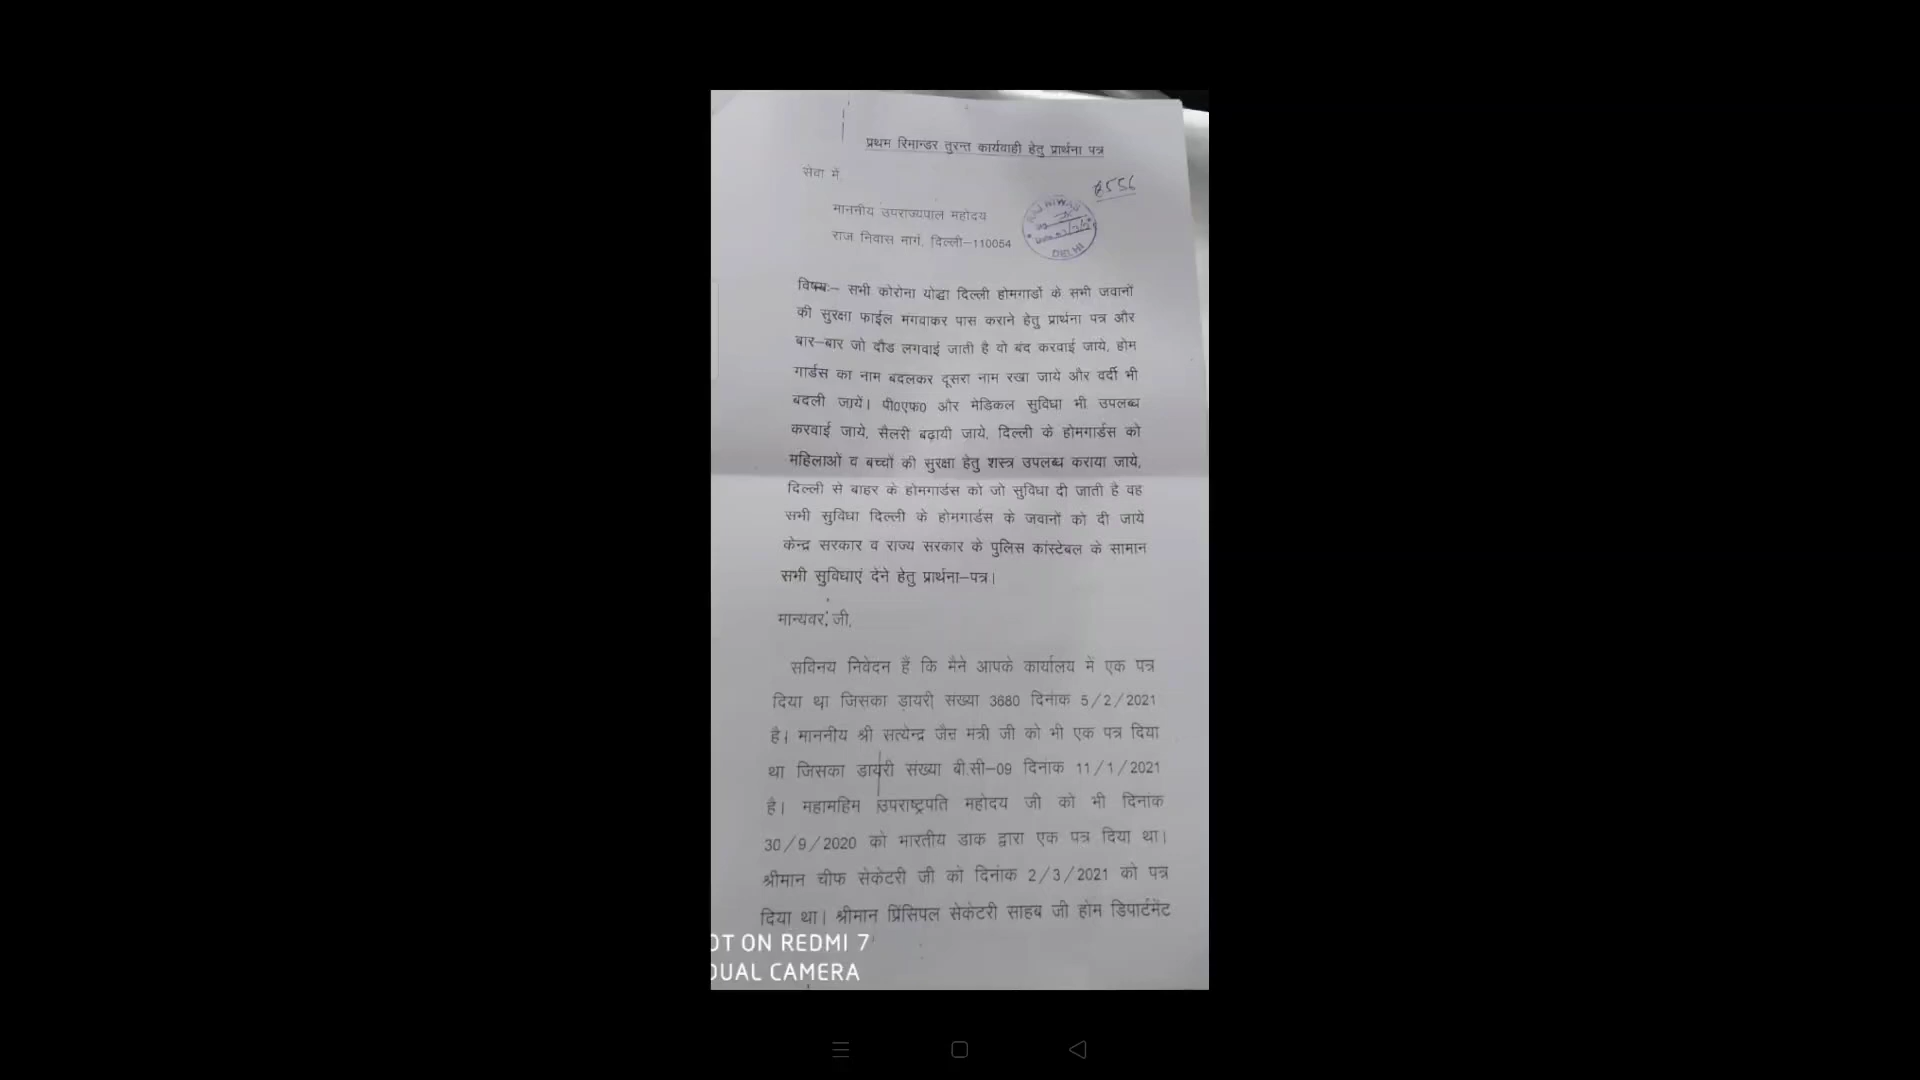 प्रथम रिमान्डर तुरन्त कार्यवाही हेतु प्रार्थना पत्र
सेवा में,
8556
माननीय उपराज्यपाल महोदय
राज निवास नार्ग, दिल्ली–110054
RAJ NIWAS
DELHI
विषयः– सभी कोरोना योद्धा दिल्ली होमगार्डो के सभी जवानों
की सुरक्षा फाईल मंगवाकर पास कराने हेतु प्रार्थना पत्र और
बार–बार जो दौड लगवाई जाती है वो बंद करवाई जाये, होम
गार्डस का नाम बदलकर दूसरा नाम रखा जाये और वर्दी भी
बदली जायें। पी0एफ0 और मेडिकल सुविधा भी उपलब्ध
करवाई जाये, सैलरी बढ़ायी जाये, दिल्ली के होमगार्डस को
महिलाओं व बच्चों की सुरक्षा हेतु शस्त्र उपलब्ध कराया जाये,
दिल्ली से बाहर के होमगार्डस को जो सुविधा दी जाती है वह
सभी सुविधा दिल्ली के होमगार्डस के जवानों को दी जाये
केन्द्र सरकार व राज्य सरकार के पुलिस कांस्टेबल के सामान
सभी सुविधाएं देने हेतु प्रार्थना–पत्र।
मान्यवर, जी,
सविनय निवेदन हैं कि मैने आपके कार्यालय में एक पत्र
दिया था जिसका डायरी संख्या 3680 दिनांक 5/2/2021
है। माननीय श्री सत्येन्द्र जैन मंत्री जी को भी एक पत्र दिया
था जिसका डायरी संख्या बी.सी–09 दिनांक 11/1/2021
है। महामहिम उपराष्ट्रपति महोदय जी को भी दिनांक
30/9/2020 को भारतीय डाक द्वारा एक पत्र दिया था।
श्रीमान चीफ सेकेटरी जी को दिनांक 2/3/2021 को पत्र
दिया था। श्रीमान प्रिंसिपल सेकेटरी साहब जी होम डिपार्टमेंट
OT ON REDMI 7
DUAL CAMERA